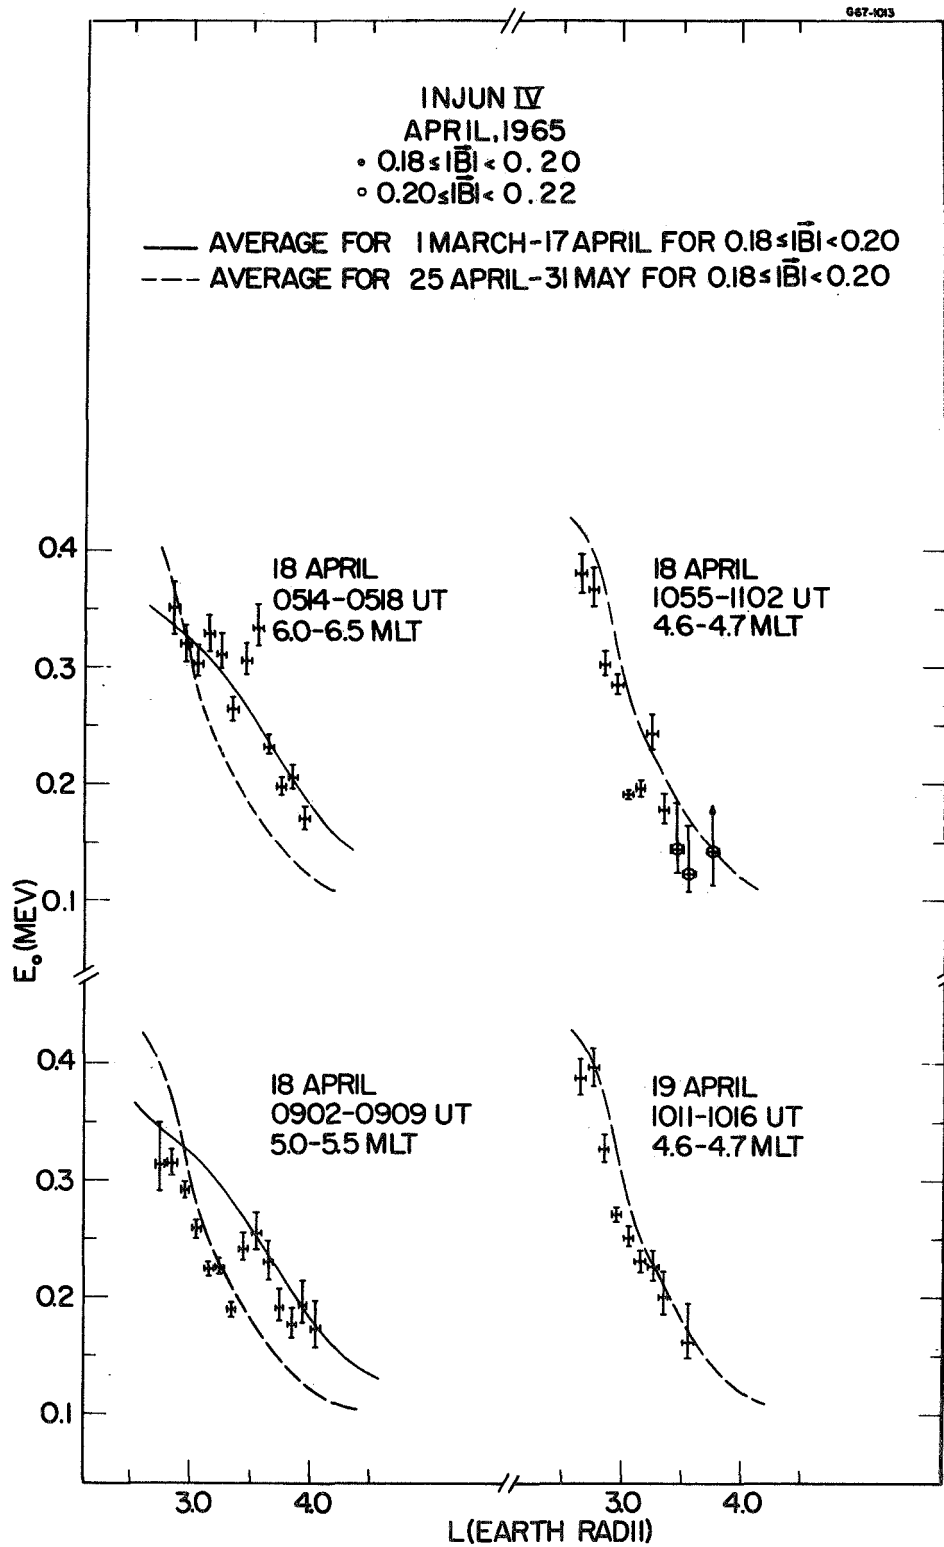 G67-1013
INJUN IV
APRIL, 1965
• 0.18≤|B⃗|< 0.20
○ 0.20≤|B⃗|< 0.22
—— AVERAGE FOR 1 MARCH-17 APRIL FOR 0.18≤|B⃗|<0.20
---- AVERAGE FOR 25 APRIL-31 MAY FOR 0.18≤|B⃗|<0.20
0.4
0.3
0.2
0.1
18 APRIL
0514-0518 UT
6.0-6.5 MLT
18 APRIL
1055-1102 UT
4.6-4.7 MLT
E₀ (MEV)
0.4
0.3
0.2
0.1
18 APRIL
0902-0909 UT
5.0-5.5 MLT
19 APRIL
1011-1016 UT
4.6-4.7 MLT
3.0 4.0 3.0 4.0
L (EARTH RADII)